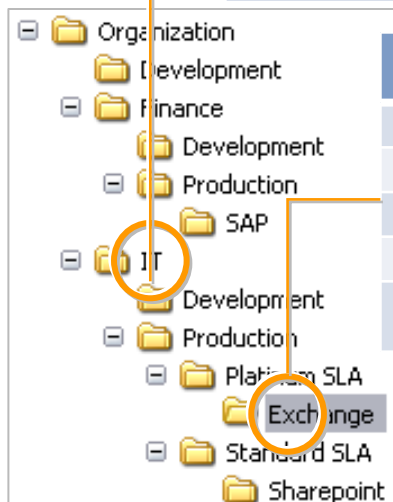 Organization
Development
Finance
Development
Production
SAP
IT
Development
Production
Platinum SLA
Exchange
Standard SLA
Sharepoint